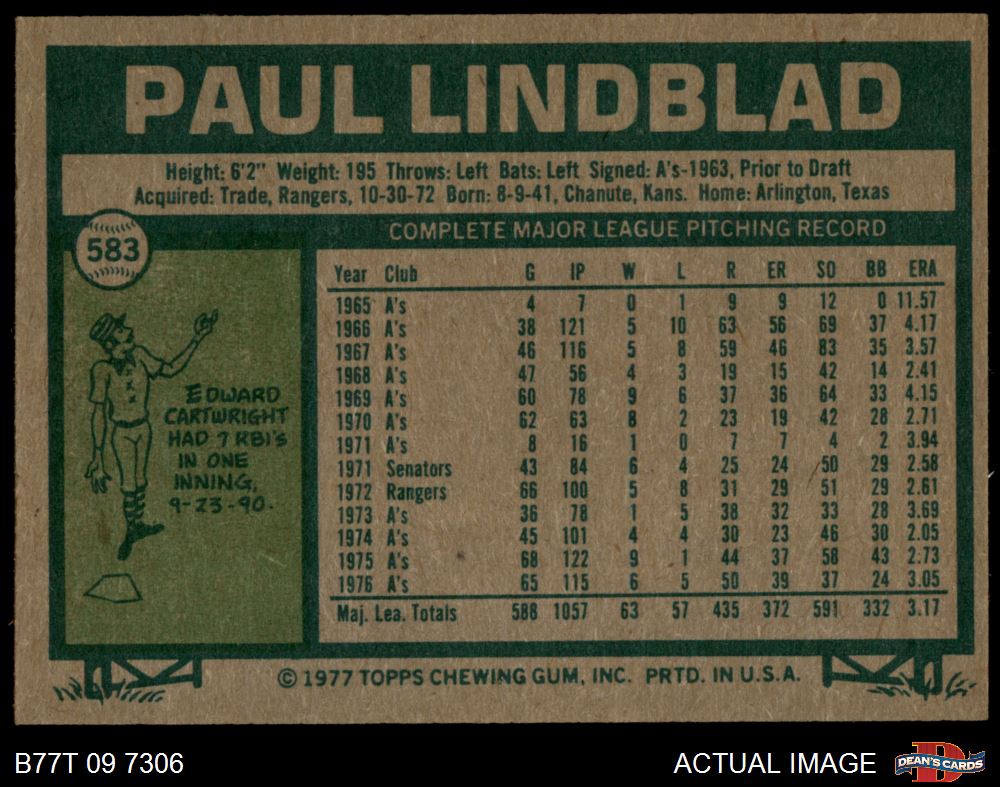 PAUL LINDBLAD
Height: 6'2" Weight: 195 Throws: Left Bats: Left Signed: A's-1963, Prior to Draft
Acquired: Trade, Rangers, 10-30-72 Born: 8-9-41, Chanute, Kans. Home: Arlington, Texas
583
COMPLETE MAJOR LEAGUE PITCHING RECORD
Year Club G IP W L R ER SO BB ERA
1965 A's 4 7 0 1 9 9 12 0 11.57
1966 A's 38 121 5 10 63 56 69 37 4.17
1967 A's 46 116 5 8 59 46 83 35 3.57
1968 A's 47 56 4 3 19 15 42 14 2.41
1969 A's 60 78 9 6 37 36 64 33 4.15
1970 A's 62 63 8 2 23 19 42 28 2.71
1971 A's 8 16 1 0 7 7 4 2 3.94
1971 Senators 43 84 6 4 25 24 50 29 2.58
1972 Rangers 66 100 5 8 31 29 51 29 2.61
1973 A's 36 78 1 5 38 32 33 28 3.69
1974 A's 45 101 4 4 30 23 46 30 2.05
1975 A's 68 122 9 1 44 37 58 43 2.73
1976 A's 65 115 6 5 50 39 37 24 3.05
Maj. Lea. Totals 588 1057 63 57 435 372 591 332 3.17
EDWARD
CARTWRIGHT
HAD 7 RBI'S
IN ONE
INNING,
9-23-90.
© 1977 TOPPS CHEWING GUM, INC. PRTD. IN U.S.A.
B77T 09 7306
ACTUAL IMAGE
DEAN'S CARDS